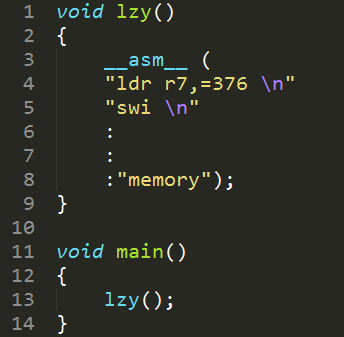 1 void lzy()
2 {
3     __asm__ (
4     "ldr r7,=376 \n"
5     "swi \n"
6     :
7     :
8     :"memory");
9 }
10
11 void main()
12 {
13     lzy();
14 }